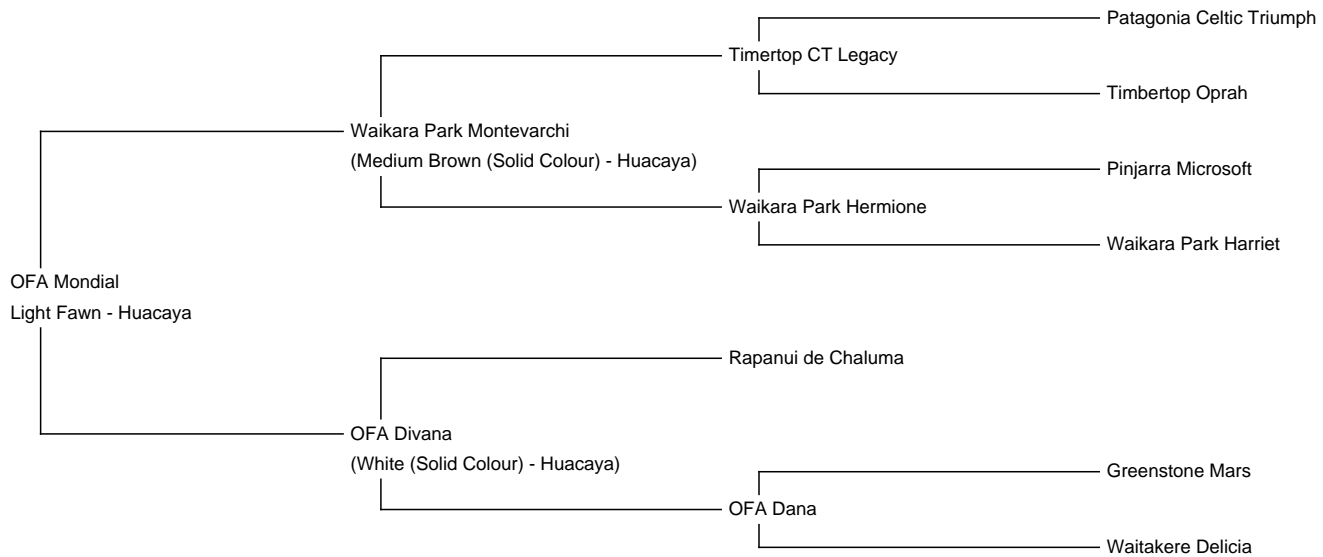 Patagonia Celtic Triumph
Timertop CT Legacy
Timbertop Oprah
Waikara Park Montevarchi
(Medium Brown (Solid Colour) - Huacaya)
Pinjarra Microsoft
Waikara Park Hermione
Waikara Park Harriet
OFA Mondial
Light Fawn - Huacaya
Rapanui de Chaluma
OFA Divana
(White (Solid Colour) - Huacaya)
Greenstone Mars
OFA Dana
Waitakere Delicia